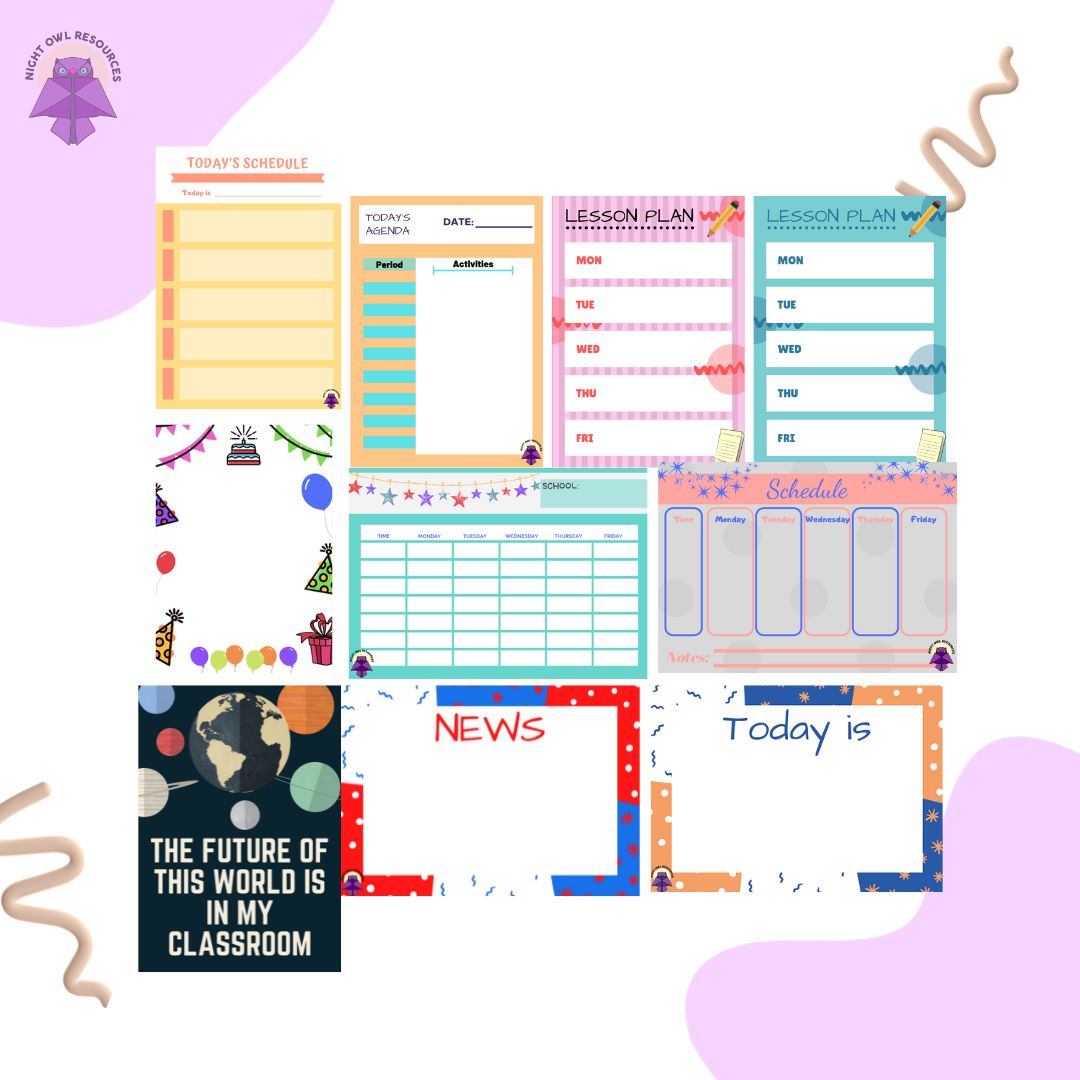 NIGHT OWL RESOURCES
TODAY'S SCHEDULE
Today is
TODAY'S
AGENDA
DATE:
Period
Activities
LESSON PLAN
MON
TUE
WED
THU
FRI
LESSON PLAN
MON
TUE
WED
THU
FRI
SCHOOL:
TIME MONDAY TUESDAY WEDNESDAY THURSDAY FRIDAY
Schedule
Time Monday Tuesday Wednesday Thursday Friday
Notes:
THE FUTURE OF
THIS WORLD IS
IN MY
CLASSROOM
NEWS
Today is